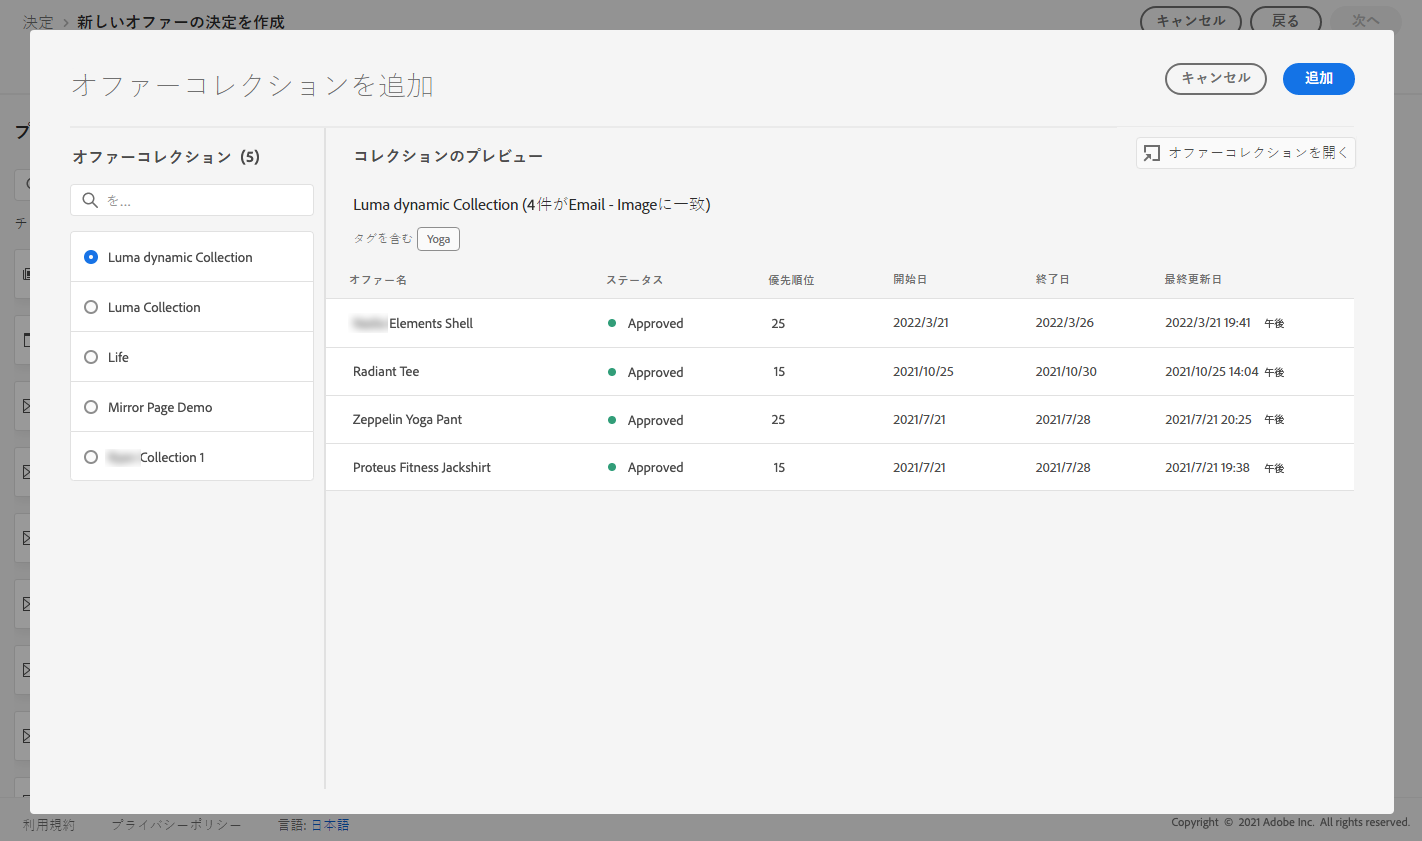 決定 > 新しいオファーの決定を作成
キャンセル 戻る 次へ
オファーコレクションを追加
キャンセル 追加
オファーコレクション (5)
コレクションのプレビュー
オファーコレクションを開く
を...
Luma dynamic Collection (4件がEmail - Imageに一致)
タグを含む Yoga
Luma dynamic Collection
Luma Collection
Life
Mirror Page Demo
Collection 1
オファー名 ステータス 優先順位 開始日 終了日 最終更新日
Elements Shell Approved 25 2022/3/21 2022/3/26 2022/3/21 19:41 午後
Radiant Tee Approved 15 2021/10/25 2021/10/30 2021/10/25 14:04 午後
Zeppelin Yoga Pant Approved 25 2021/7/21 2021/7/28 2021/7/21 20:25 午後
Proteus Fitness Jackshirt Approved 15 2021/7/21 2021/7/28 2021/7/21 19:38 午後
プ
チ
利用規約 プライバシーポリシー 言語: 日本語
Copyright © 2021 Adobe Inc. All rights reserved.